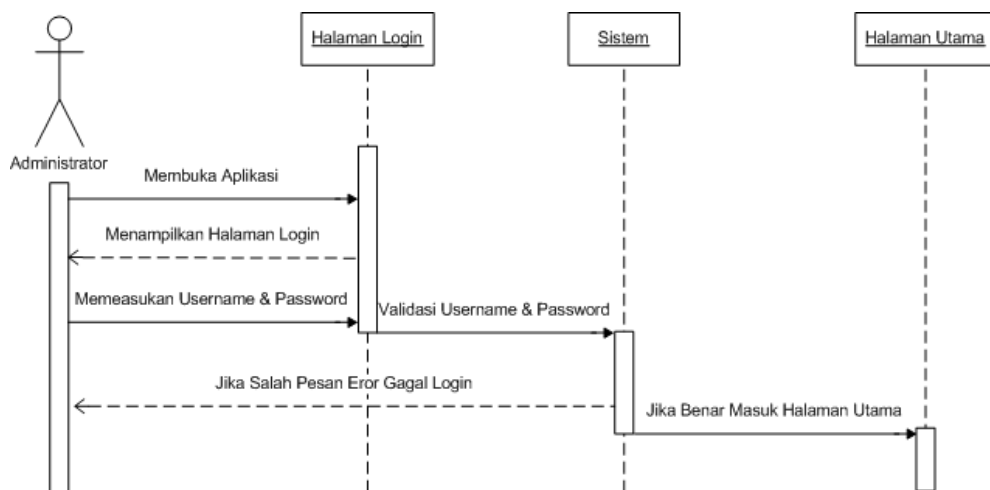 Halaman Login
Sistem
Halaman Utama
Administrator
Membuka Aplikasi
Menampilkan Halaman Login
Memeasukan Username & Password
Validasi Username & Password
Jika Salah Pesan Eror Gagal Login
Jika Benar Masuk Halaman Utama